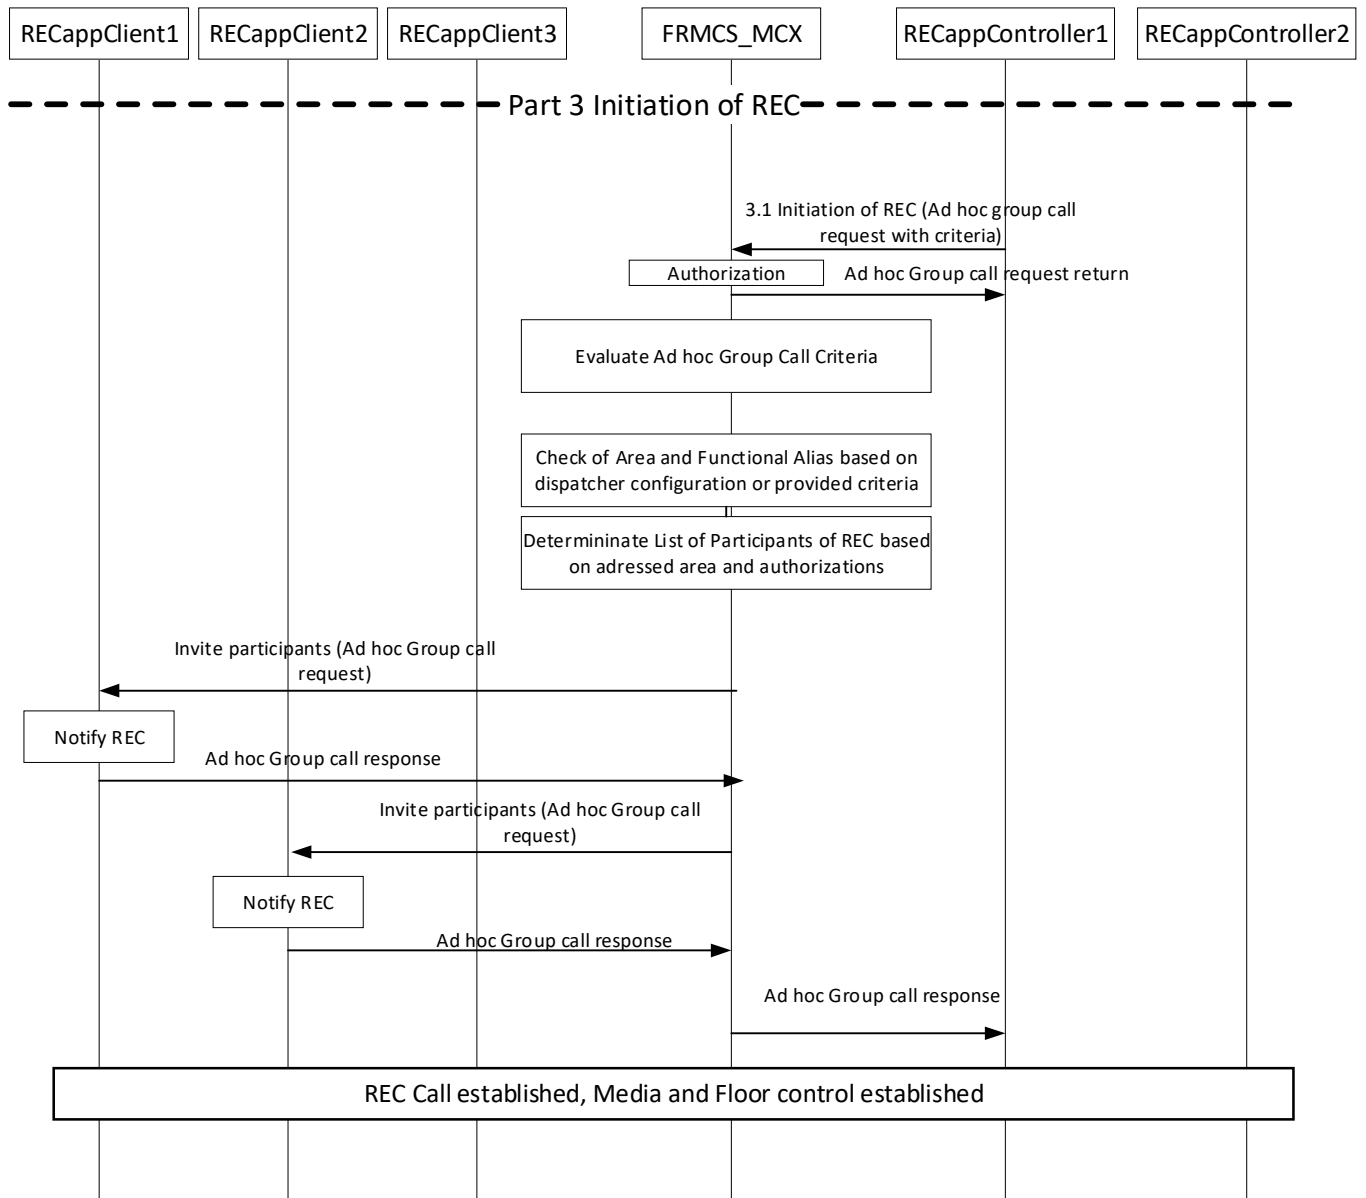 RECappClient1
RECappClient2
RECappClient3
FRMCS_MCX
RECappController1
RECappController2
Part 3 Initiation of REC
3.1 Initiation of REC (Ad hoc group call
request with criteria)
Authorization
Ad hoc Group call request return
Evaluate Ad hoc Group Call Criteria
Check of Area and Functional Alias based on
dispatcher configuration or provided criteria
Determininate List of Participants of REC based
on adressed area and authorizations
Invite participants (Ad hoc Group call
request)
Notify REC
Ad hoc Group call response
Invite participants (Ad hoc Group call
request)
Notify REC
Ad hoc Group call response
Ad hoc Group call response
REC Call established, Media and Floor control established